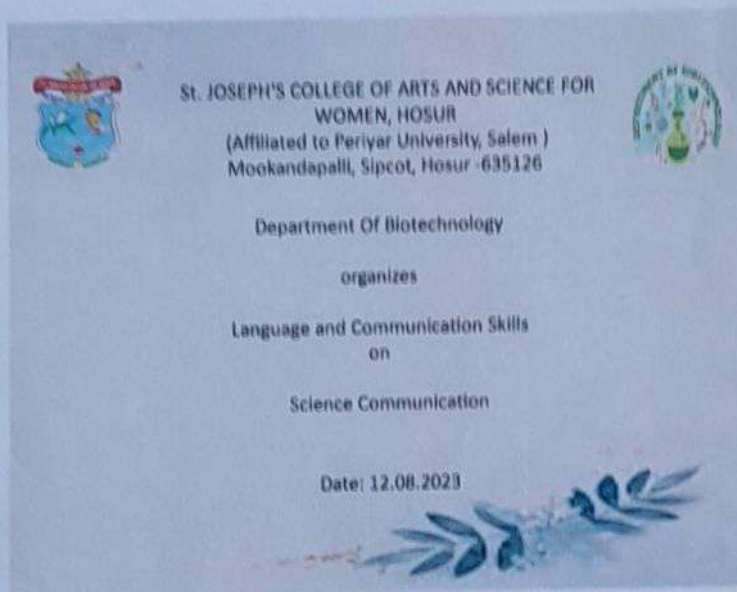 St. JOSEPH'S COLLEGE OF ARTS AND SCIENCE FOR
WOMEN, HOSUR
(Affiliated to Periyar University, Salem )
Mookandapalli, Sipcot, Hosur -635126
Department Of Biotechnology
organizes
Language and Communication Skills
on
Science Communication
Date: 12.08.2023